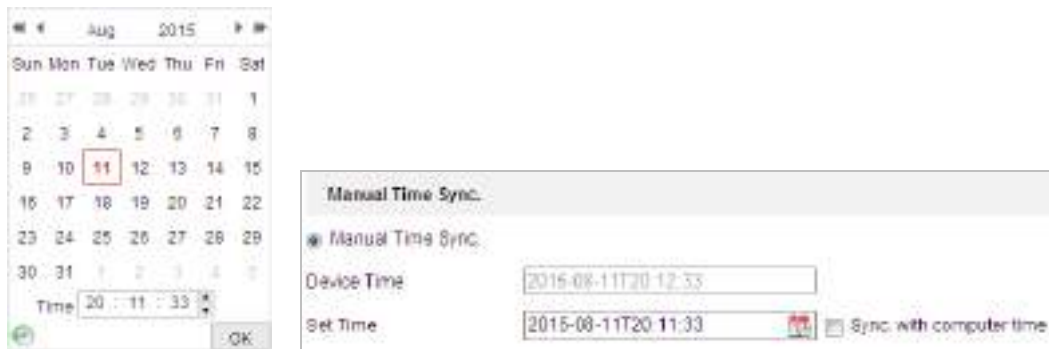 Aug 2015
Sun Mon Tue Wed Thu Fri Sat
26 27 28 29 30 31 1
2 3 4 5 6 7 8
9 10 11 12 13 14 15
16 17 18 19 20 21 22
23 24 25 26 27 28 29
30 31 1 2 3 4 5
Time 20 : 11 : 33
OK
Manual Time Sync.
Manual Time Sync.
Device Time 2015-08-11T20:12:33
Set Time 2015-08-11T20:11:33 Sync. with computer time